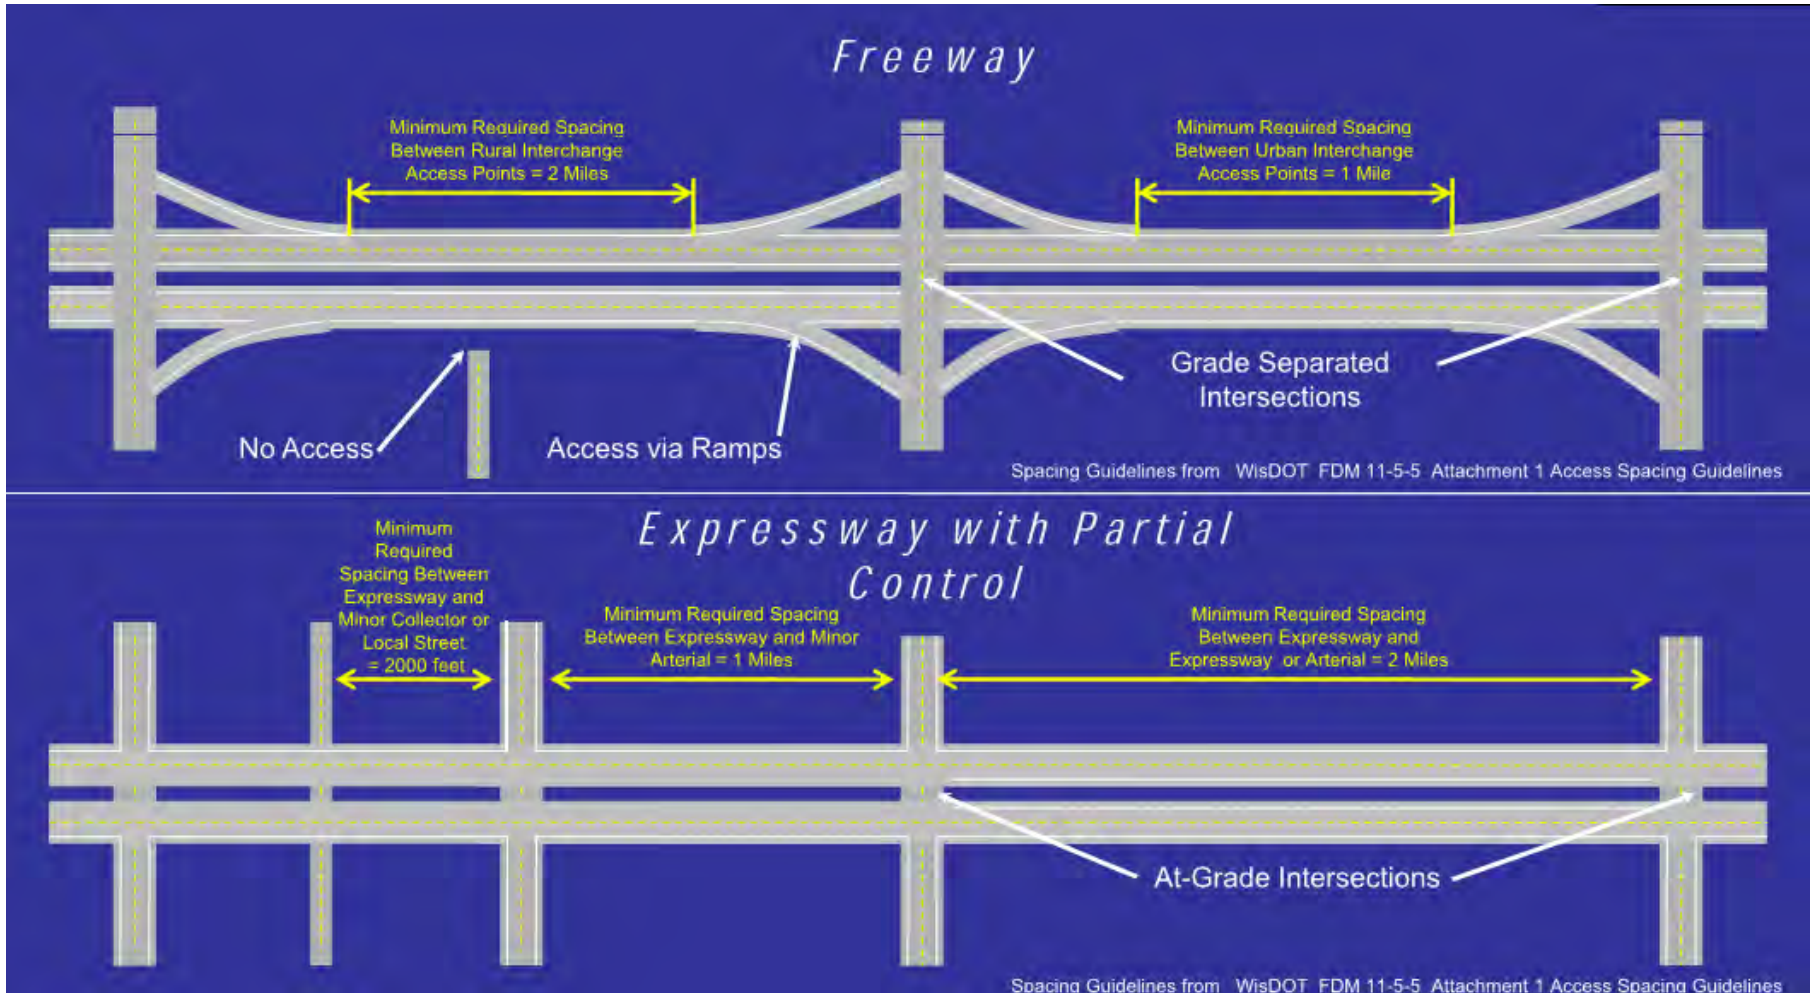 Freeway
Minimum Required Spacing
Between Rural Interchange
Access Points = 2 Miles
Minimum Required Spacing
Between Urban Interchange
Access Points = 1 Mile
Grade Separated
Intersections
No Access
Access via Ramps
Spacing Guidelines from WisDOT FDM 11-5-5 Attachment 1 Access Spacing Guidelines
Expressway with Partial
Control
Minimum
Required
Spacing Between
Expressway and
Minor Collector or
Local Street
= 2000 feet
Minimum Required Spacing
Between Expressway and Minor
Arterial = 1 Miles
Minimum Required Spacing
Between Expressway and
Expressway or Arterial = 2 Miles
At-Grade Intersections
Spacing Guidelines from WisDOT FDM 11-5-5 Attachment 1 Access Spacing Guidelines